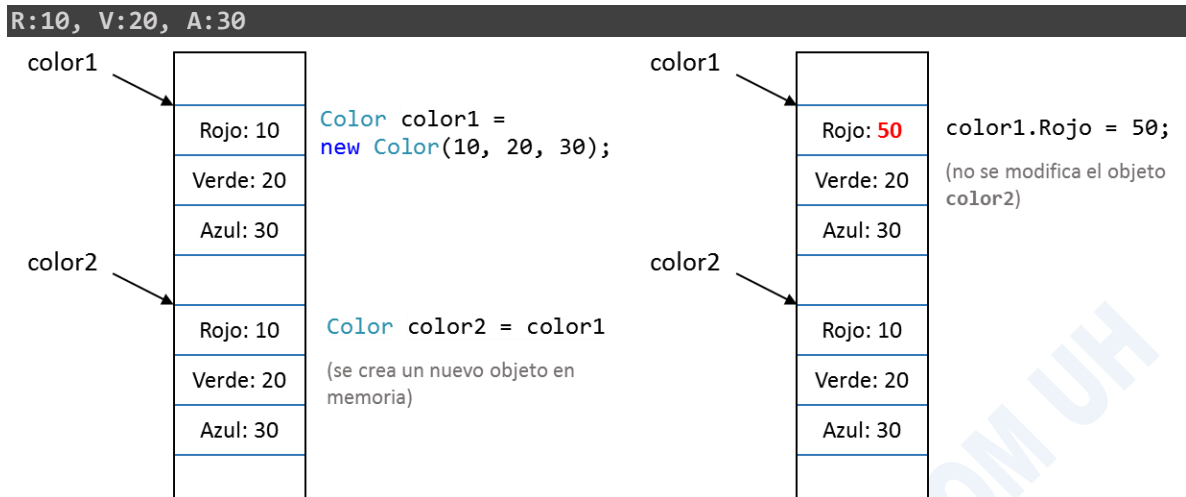 R:10, V:20, A:30
color1
Rojo: 10
Verde: 20
Azul: 30
Color color1 =
new Color(10, 20, 30);
color2
Rojo: 10
Verde: 20
Azul: 30
Color color2 = color1
(se crea un nuevo objeto en
memoria)
color1
Rojo: 50
Verde: 20
Azul: 30
color1.Rojo = 50;
(no se modifica el objeto
color2)
color2
Rojo: 10
Verde: 20
Azul: 30
OM UH